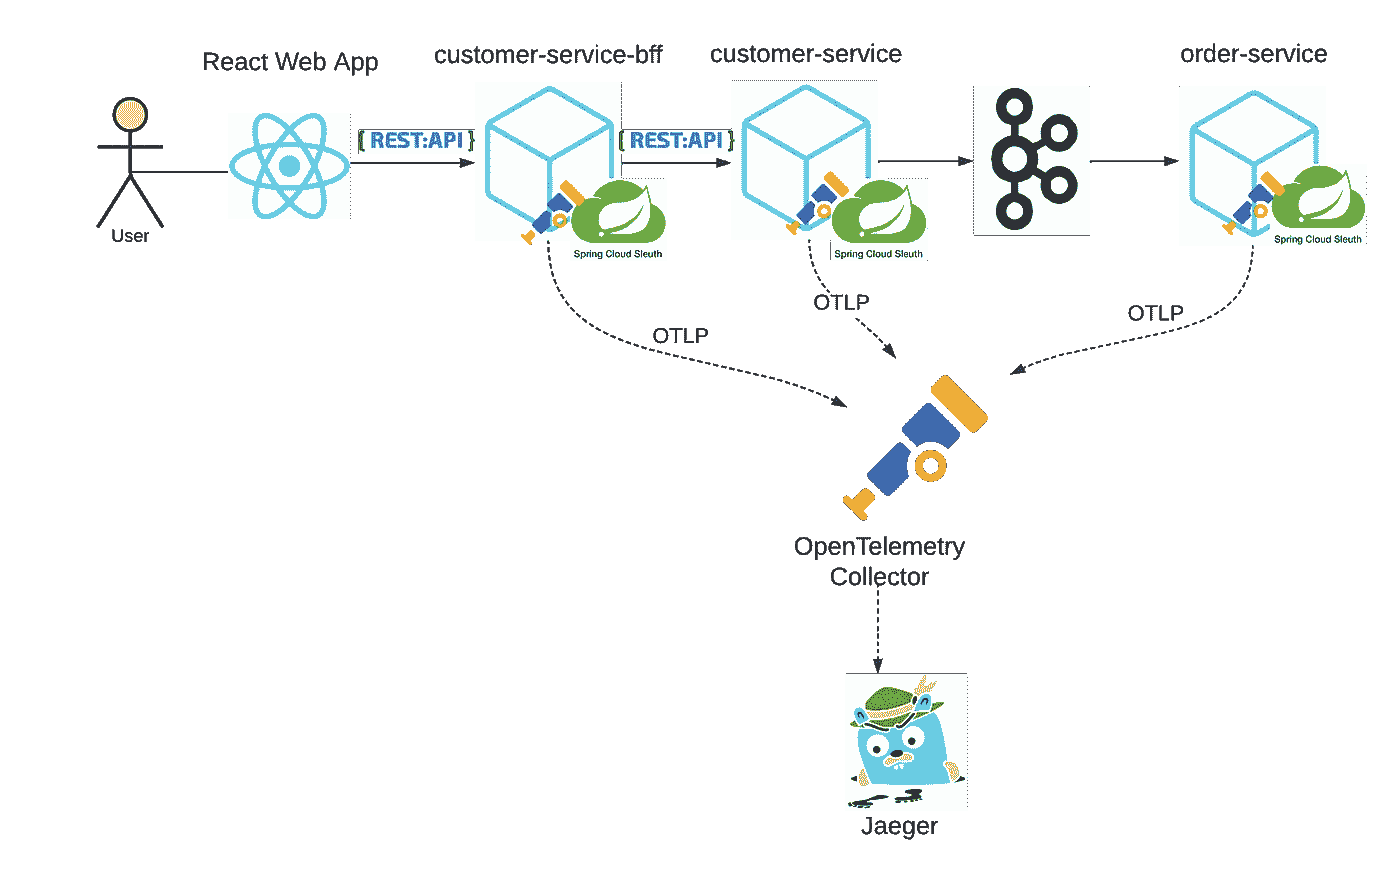 React Web App
customer-service-bff
customer-service
order-service
{ REST:API }
{ REST:API }
User
Spring Cloud Sleuth
Spring Cloud Sleuth
Spring Cloud Sleuth
OTLP
OTLP
OTLP
OpenTelemetry
Collector
Jaeger